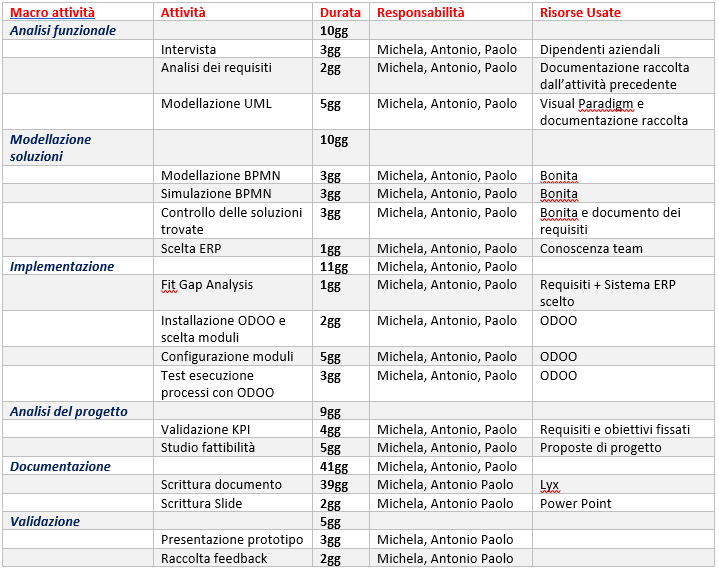 Macro attività Attività Durata Responsabilità Risorse Usate
Analisi funzionale 10gg
Intervista 3gg Michela, Antonio, Paolo Dipendenti aziendali
Analisi dei requisiti 2gg Michela, Antonio, Paolo Documentazione raccolta
dall’attività precedente
Modellazione UML 5gg Michela, Antonio, Paolo Visual Paradigm e
documentazione raccolta
Modellazione 10gg
soluzioni
Modellazione BPMN 3gg Michela, Antonio, Paolo Bonita
Simulazione BPMN 3gg Michela, Antonio, Paolo Bonita
Controllo delle soluzioni 3gg Michela, Antonio, Paolo Bonita e documento dei
trovate requisiti
Scelta ERP 1gg Michela, Antonio, Paolo Conoscenza team
Implementazione 11gg Michela, Antonio, Paolo
Fit Gap Analysis 1gg Michela, Antonio, Paolo Requisiti + Sistema ERP
scelto
Installazione ODOO e 2gg Michela, Antonio, Paolo ODOO
scelta moduli
Configurazione moduli 5gg Michela, Antonio, Paolo ODOO
Test esecuzione 3gg Michela, Antonio, Paolo ODOO
processi con ODOO
Analisi del progetto 9gg
Validazione KPI 4gg Michela, Antonio, Paolo Requisiti e obiettivi fissati
Studio fattibilità 5gg Michela, Antonio, Paolo Proposte di progetto
Documentazione 41gg Michela, Antonio, Paolo
Scrittura documento 39gg Michela, Antonio Paolo Lyx
Scrittura Slide 2gg Michela, Antonio Paolo Power Point
Validazione 5gg
Presentazione prototipo 3gg Michela, Antonio Paolo
Raccolta feedback 2gg Michela, Antonio Paolo